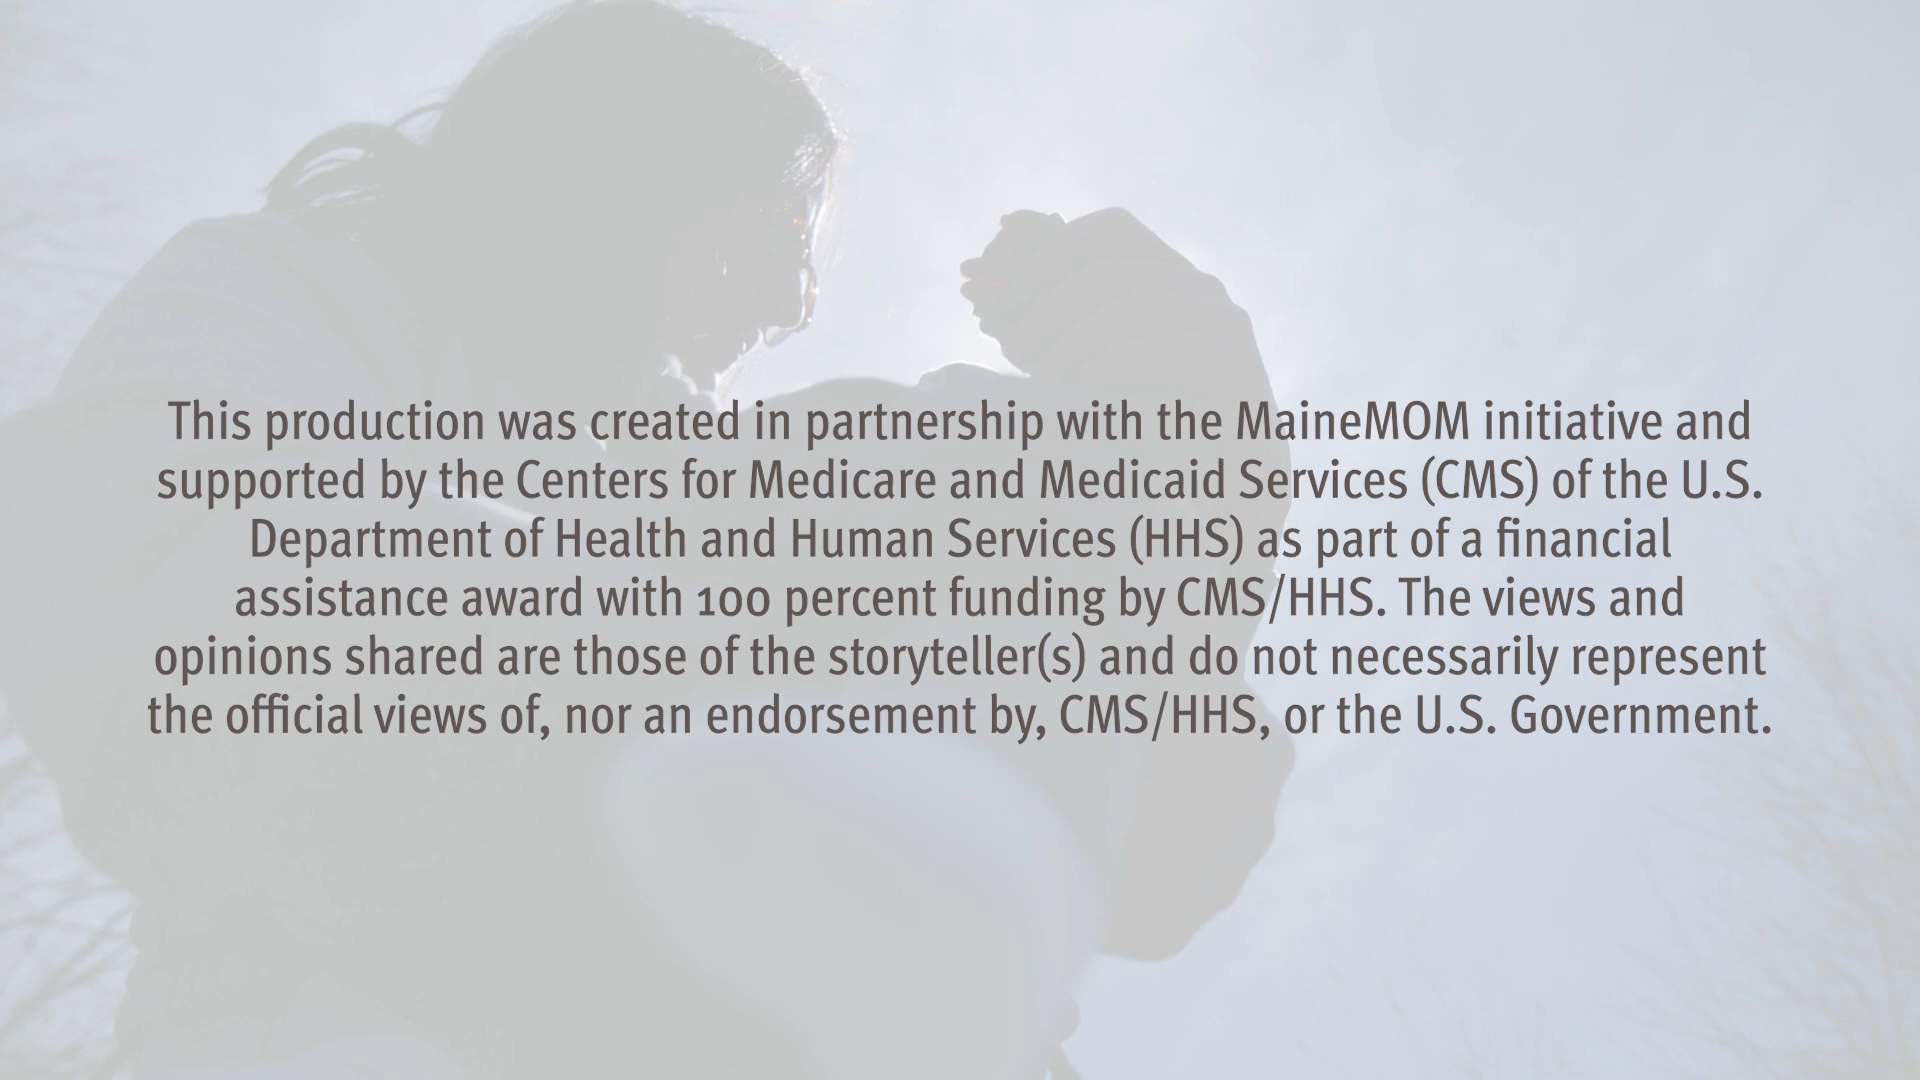 This production was created in partnership with the MaineMOM initiative and
supported by the Centers for Medicare and Medicaid Services (CMS) of the U.S.
Department of Health and Human Services (HHS) as part of a financial
assistance award with 100 percent funding by CMS/HHS. The views and
opinions shared are those of the storyteller(s) and do not necessarily represent
the official views of, nor an endorsement by, CMS/HHS, or the U.S. Government.